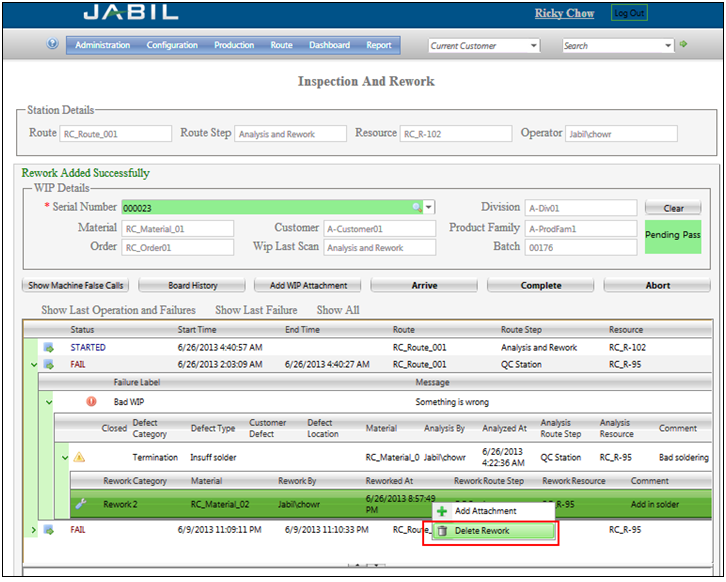 JABIL
Ricky Chow Log Out
Administration Configuration Production Route Dashboard Report Current Customer Search
Inspection And Rework
Station Details
Route RC_Route_001 Route Step Analysis and Rework Resource RC_R-102 Operator Jabil\chowr
Rework Added Successfully
WIP Details
* Serial Number 000023 Division A-Div01 Clear
Material RC_Material_01 Customer A-Customer01 Product Family A-ProdFam1 Pending Pass
Order RC_Order01 Wip Last Scan Analysis and Rework Batch 00176
Show Machine False Calls Board History Add WIP Attachment Arrive Complete Abort
Show Last Operation and Failures Show Last Failure Show All
Status Start Time End Time Route Route Step Resource
STARTED 6/26/2013 4:40:57 AM RC_Route_001 Analysis and Rework RC_R-102
FAIL 6/26/2013 2:03:09 AM 6/26/2013 4:40:27 AM RC_Route_001 QC Station RC_R-95
Failure Label Message
Bad WIP Something is wrong
Closed Defect Category Defect Type Customer Defect Defect Location Material Analysis By Analyzed At Analysis Route Step Analysis Resource Comment
Termination Insuff solder RC_Material_0 Jabil\chowr 6/26/2013 4:22:36 AM QC Station RC_R-95 Bad soldering
Rework Category Material Rework By Reworked At Rework Route Step Rework Resource Comment
Rework 2 RC_Material_02 Jabil\chowr 6/26/2013 8:57:49 PM RC_R-95 Add in solder
Add Attachment
Delete Rework
FAIL 6/9/2013 11:09:11 PM 6/9/2013 11:10:33 PM RC_Route_ RC_R-95